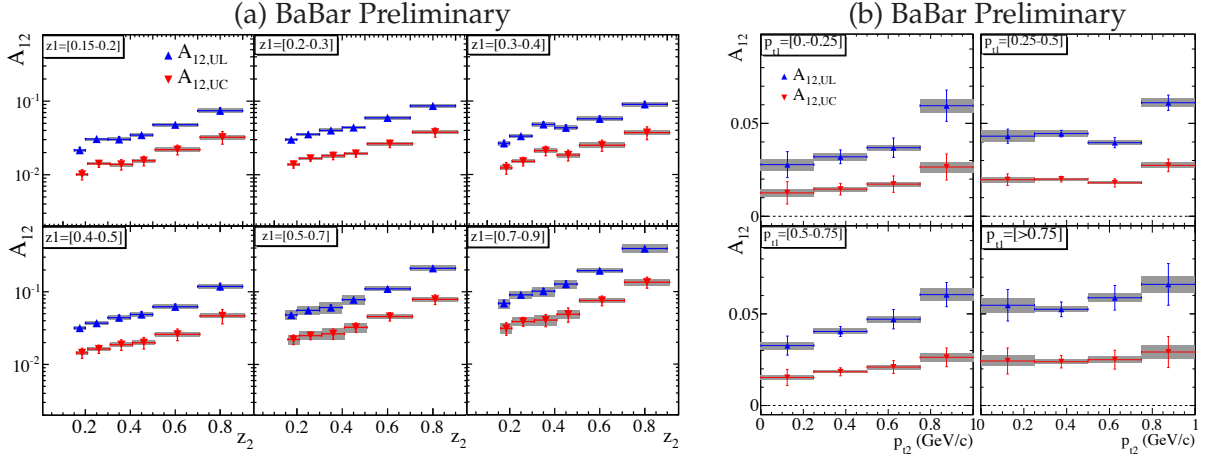 (a) BaBar Preliminary
(b) BaBar Preliminary
A12
z1=[0.15-0.2]
z1=[0.2-0.3]
z1=[0.3-0.4]
A12,UL
A12,UC
10-1
10-2
A12
z1=[0.4-0.5]
z1=[0.5-0.7]
z1=[0.7-0.9]
10-1
10-2
0.2 0.4 0.6 0.8
0.2 0.4 0.6 0.8
0.2 0.4 0.6 0.8
z2
z2
z2
A12
pt1=[0.-0.25]
pt1=[0.25-0.5]
A12,UL
A12,UC
0.05
0
A12
pt1=[0.5-0.75]
pt1=[>0.75]
0.05
0
0 0.2 0.4 0.6 0.8 1
0.2 0.4 0.6 0.8 1
pt2 (GeV/c)
pt2 (GeV/c)